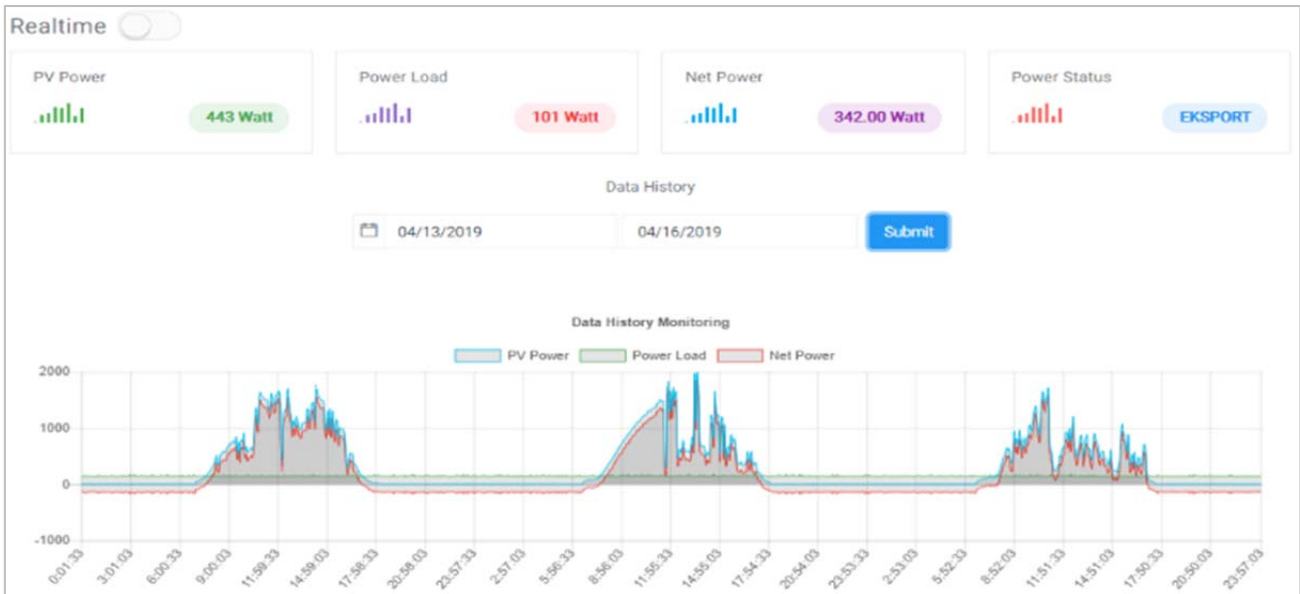 Realtime
PV Power Power Load Net Power Power Status
443 Watt 101 Watt 342.00 Watt EKSPORT
Data History
04/13/2019 04/16/2019 Submit
Data History Monitoring
PV Power Power Load Net Power
2000
1000
0
-1000
0:01:33 3:01:03 6:00:33 9:00:03 11:59:33 14:59:03 17:58:33 20:58:03 23:57:33 2:57:03 5:56:33 8:56:03 11:55:33 14:55:03 17:54:33 20:54:03 23:53:33 2:53:03 5:52:33 8:52:03 11:51:33 14:51:03 17:50:33 20:50:03 23:57:03